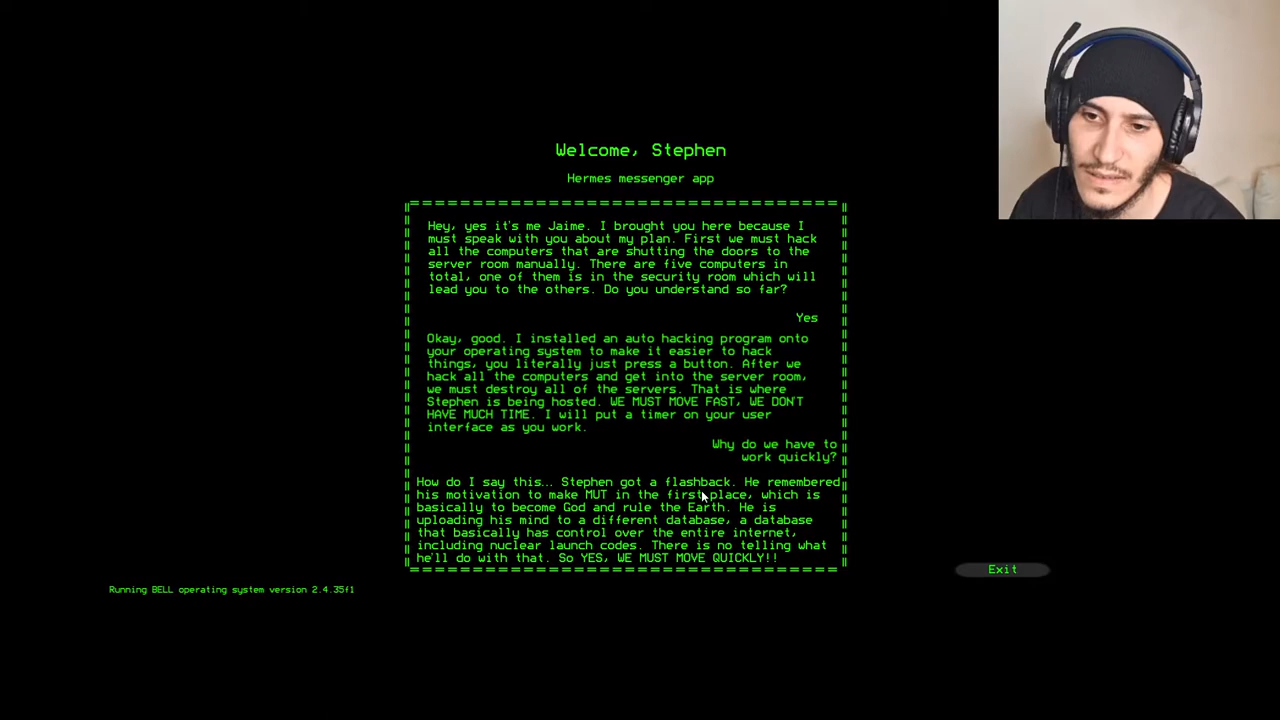 Welcome, Stephen
Hermes messenger app
Hey, yes it's me Jaime. I brought you here because I
must speak with you about my plan. First we must hack
all the computers that are shutting the doors to the
server room manually. There are five computers in
total, one of them is in the security room which will
lead you to the others. Do you understand so far?
Yes
Okay, good. I installed an auto hacking program onto
your operating system to make it easier to hack
things, you literally just press a button. After we
hack all the computers and get into the server room,
we must destroy all of the servers. That is where
Stephen is being hosted. WE MUST MOVE FAST, WE DON'T
HAVE MUCH TIME. I will put a timer on your user
interface as you work.
Why do we have to
work quickly?
How do I say this... Stephen got a flashback. He remembered
his motivation to make MUT in the first place, which is
basically to become God and rule the Earth. He is
uploading his mind to a different database, a database
that basically has control over the entire internet,
including nuclear launch codes. There is no telling what
he'll do with that. So YES, WE MUST MOVE QUICKLY!!
Exit
Running BELL operating system version 2.4.35f1